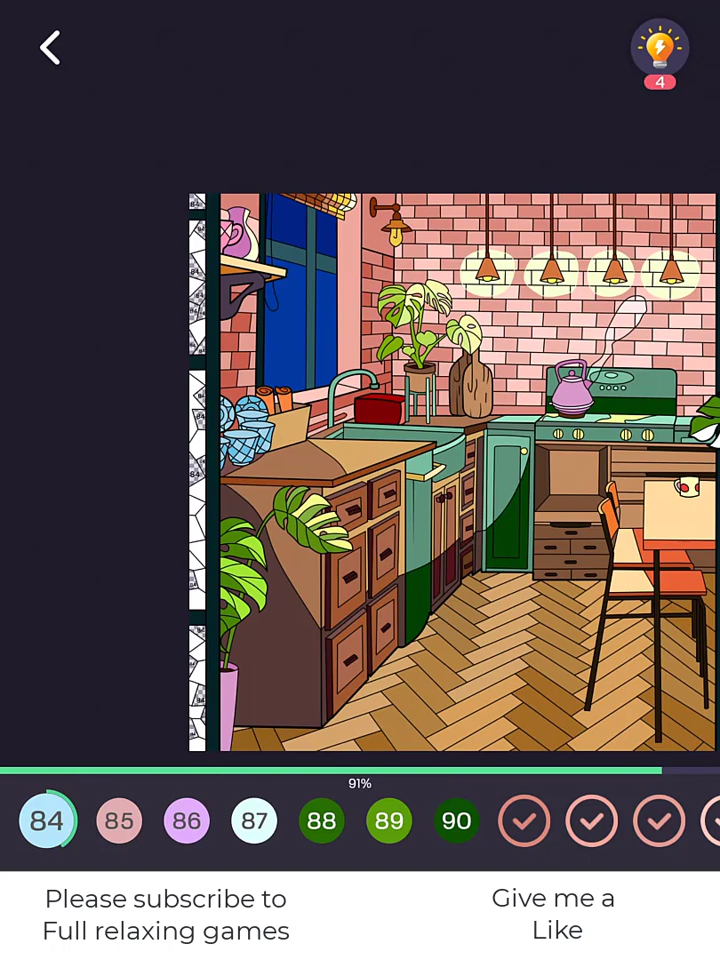 4
91%
84 85 86 87 88 89 90
Please subscribe to
Full relaxing games
Give me a
Like